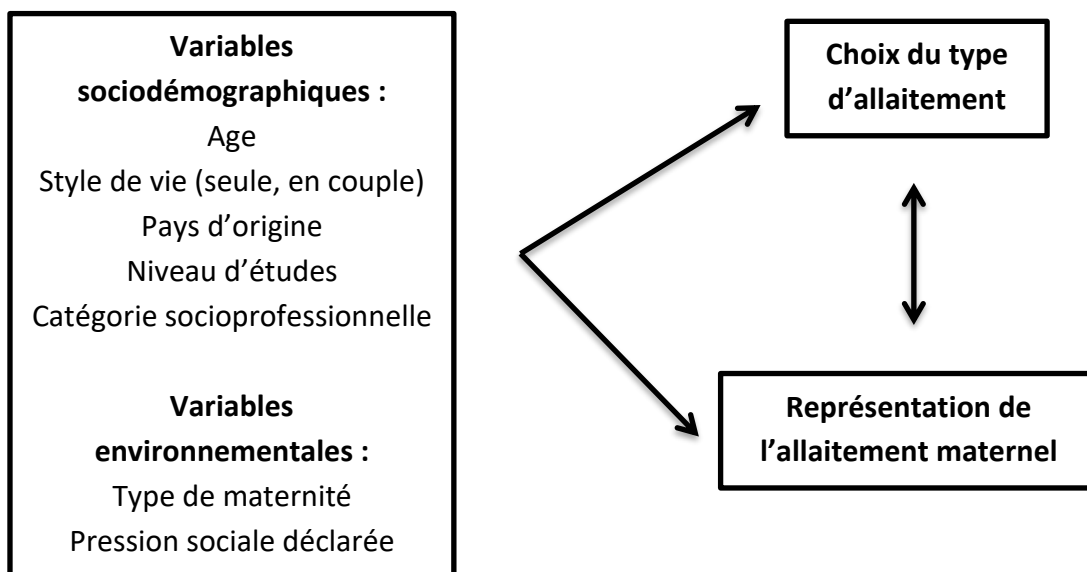 Variables
sociodémographiques :
Age
Style de vie (seule, en couple)
Pays d’origine
Niveau d’études
Catégorie socioprofessionnelle
Variables
environnementales :
Type de maternité
Pression sociale déclarée
Choix du type
d’allaitement
Représentation de
l’allaitement maternel